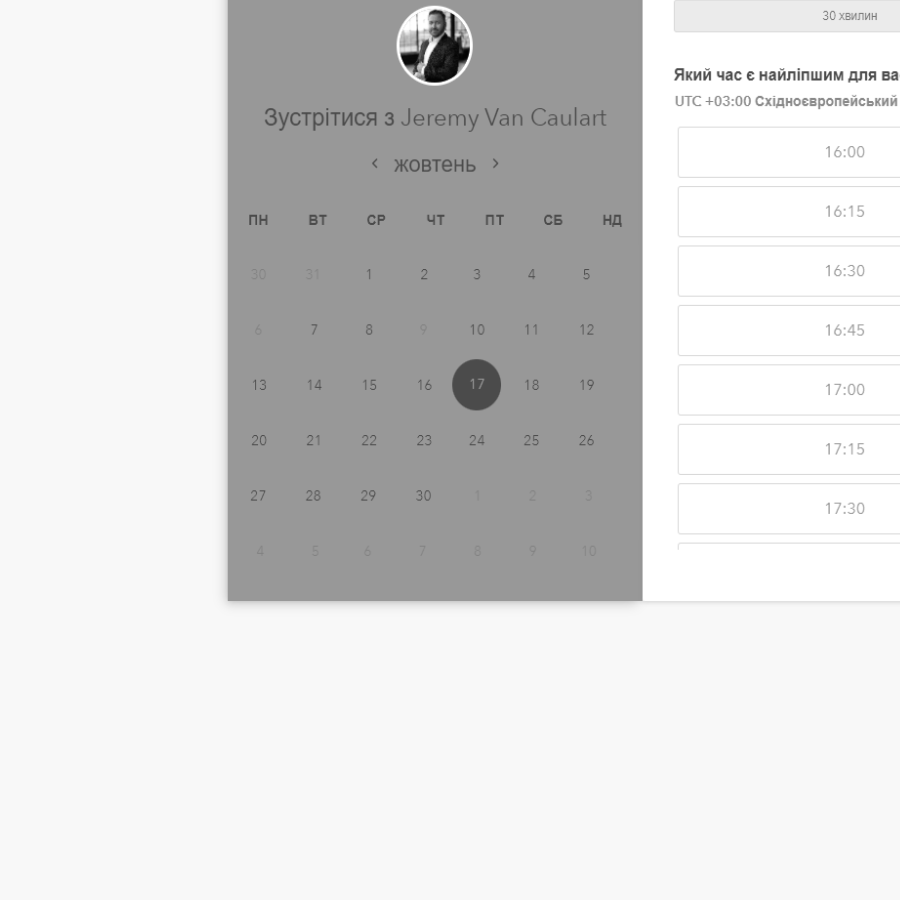 Зустрітися з Jeremy Van Caulart
‹ жовтень ›
ПН ВТ СР ЧТ ПТ СБ НД
30 31 1 2 3 4 5
6 7 8 9 10 11 12
13 14 15 16 17 18 19
20 21 22 23 24 25 26
27 28 29 30 1 2 3
4 5 6 7 8 9 10
30 хвилин
Який час є найліпшим для ва
UTC +03:00 Східноєвропейський
16:00
16:15
16:30
16:45
17:00
17:15
17:30